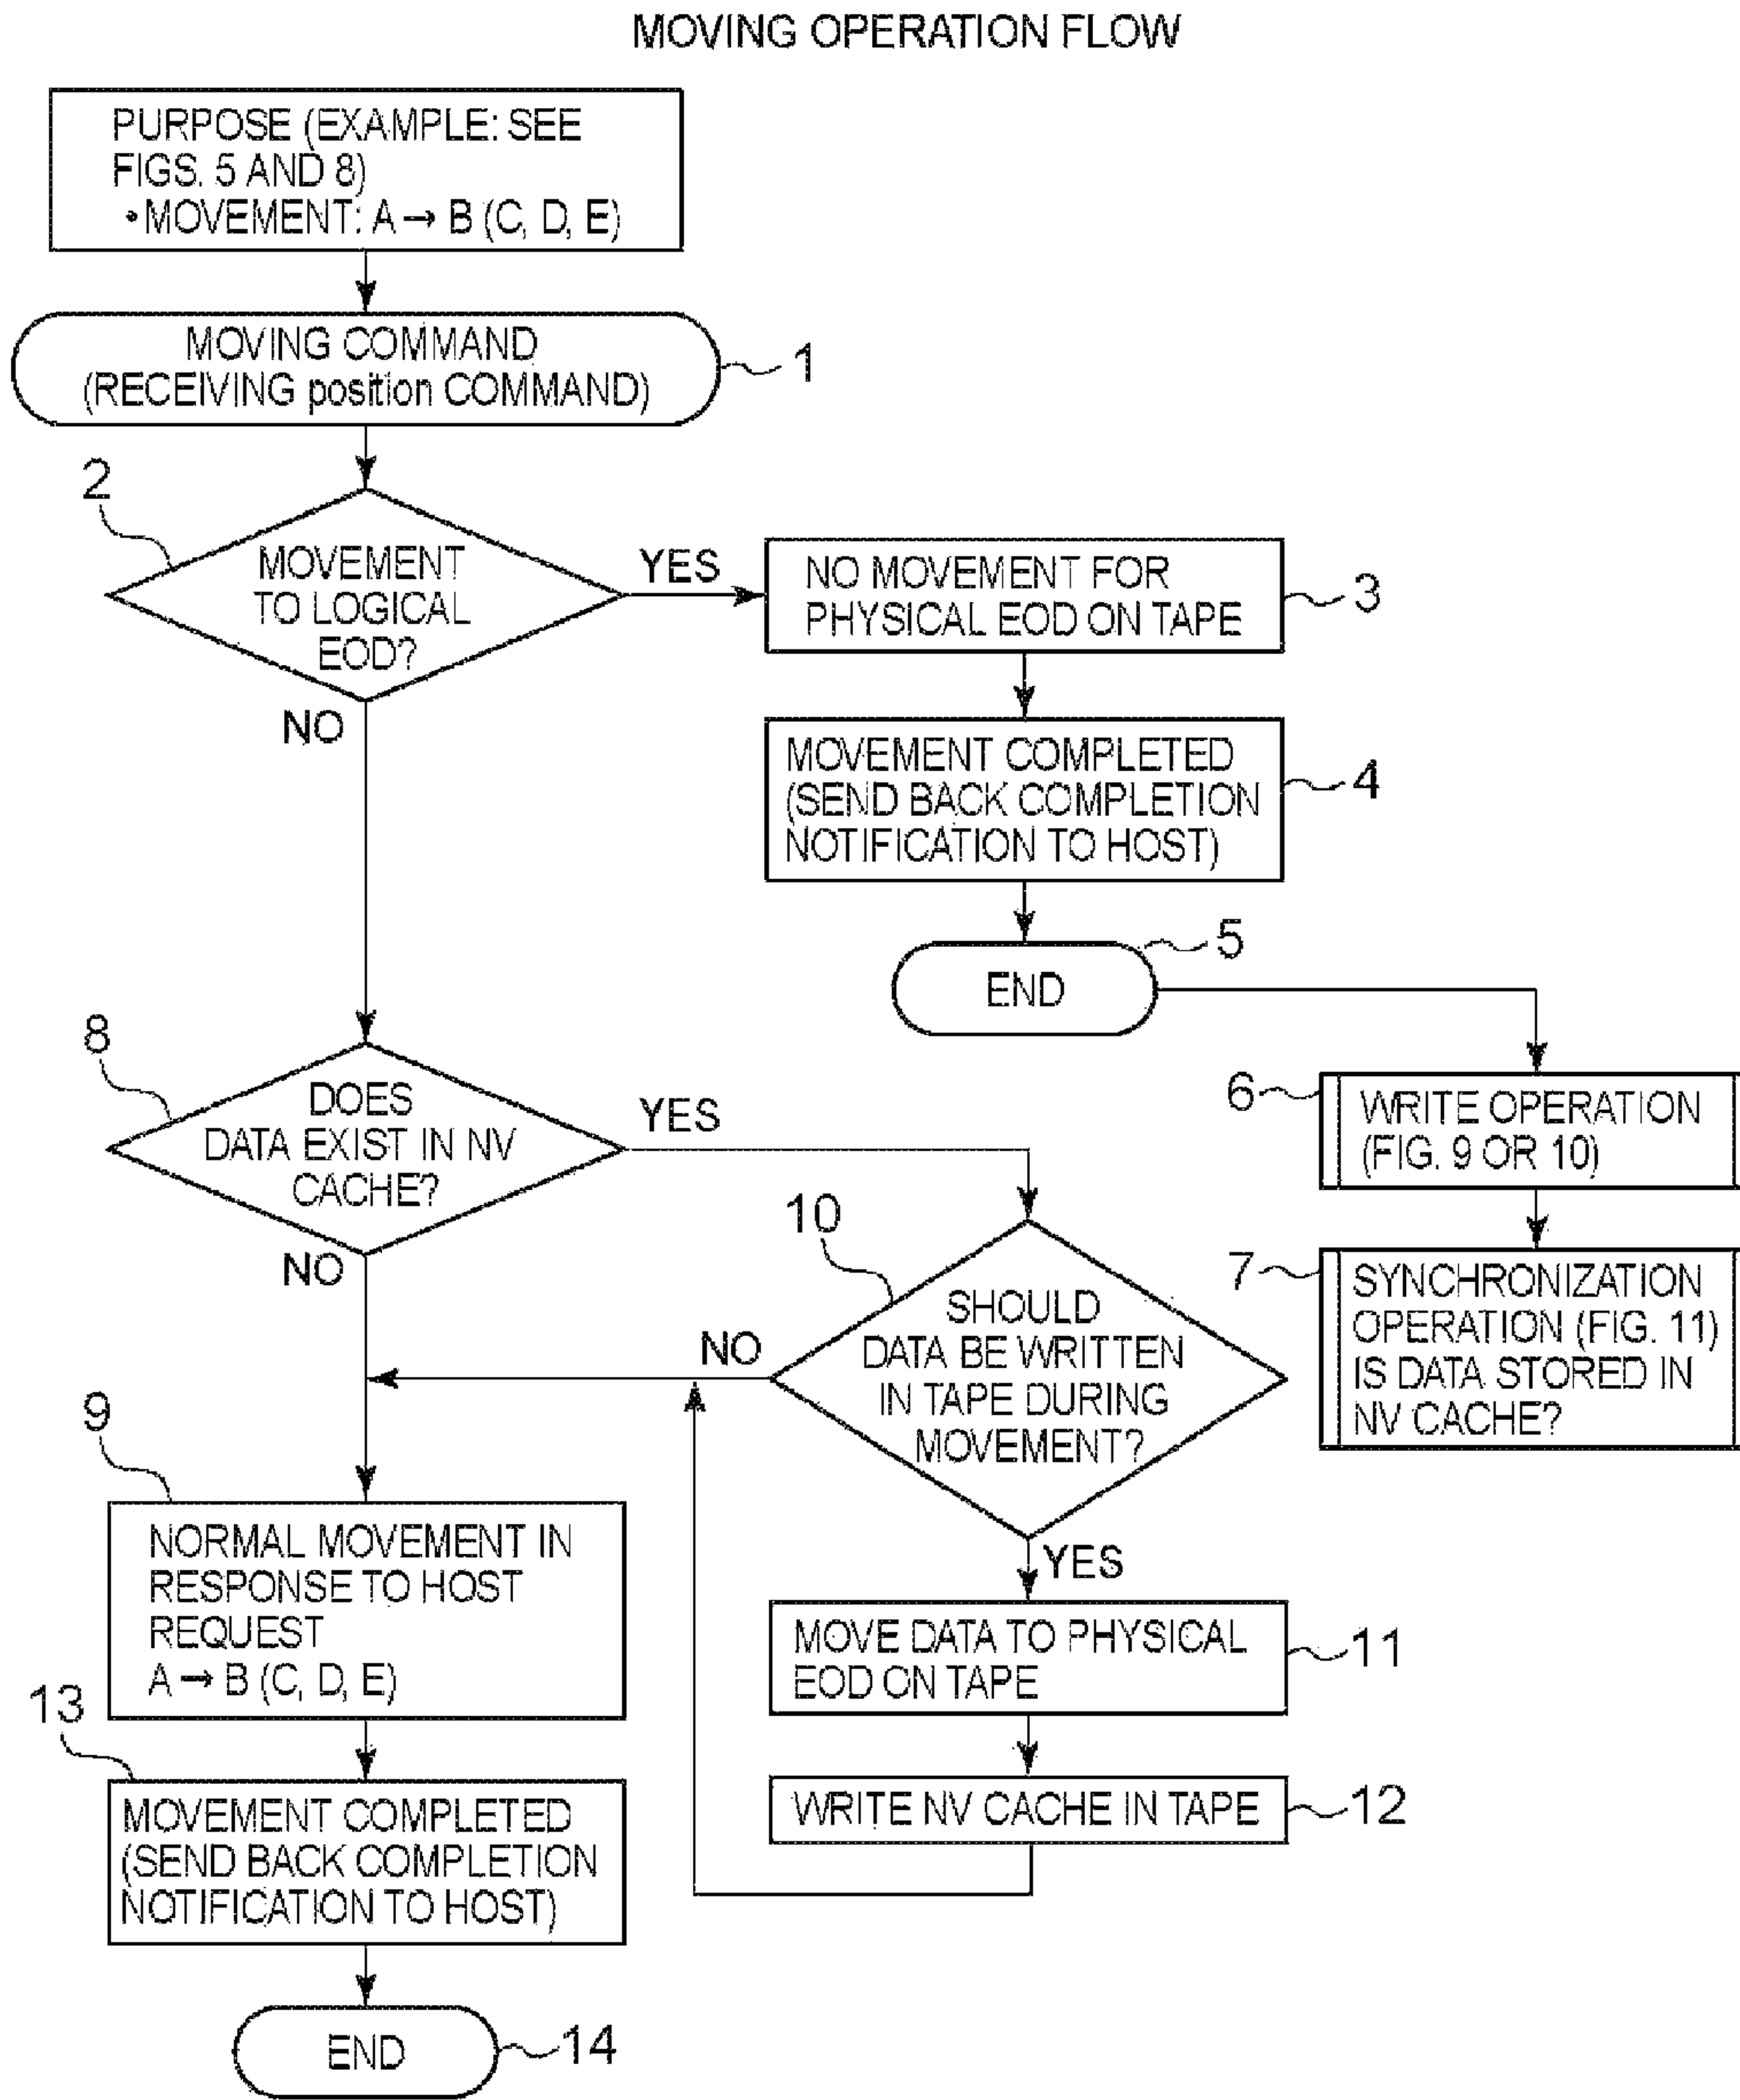 MOVING OPERATION FLOW
PURPOSE (EXAMPLE: SEE
FIGS. 5 AND 8)
• MOVEMENT: A → B (C, D, E)
MOVING COMMAND
(RECEIVING position COMMAND)
1
2
MOVEMENT
TO LOGICAL
EOD?
YES
NO
NO MOVEMENT FOR
PHYSICAL EOD ON TAPE
3
MOVEMENT COMPLETED
(SEND BACK COMPLETION
NOTIFICATION TO HOST)
4
END
5
6
WRITE OPERATION
(FIG. 9 OR 10)
7
SYNCHRONIZATION
OPERATION (FIG. 11)
IS DATA STORED IN
NV CACHE?
8
DOES
DATA EXIST IN NV
CACHE?
YES
NO
10
SHOULD
DATA BE WRITTEN
IN TAPE DURING
MOVEMENT?
NO
YES
9
NORMAL MOVEMENT IN
RESPONSE TO HOST
REQUEST
A → B (C, D, E)
MOVE DATA TO PHYSICAL
EOD ON TAPE
11
WRITE NV CACHE IN TAPE
12
13
MOVEMENT COMPLETED
(SEND BACK COMPLETION
NOTIFICATION TO HOST)
END
14